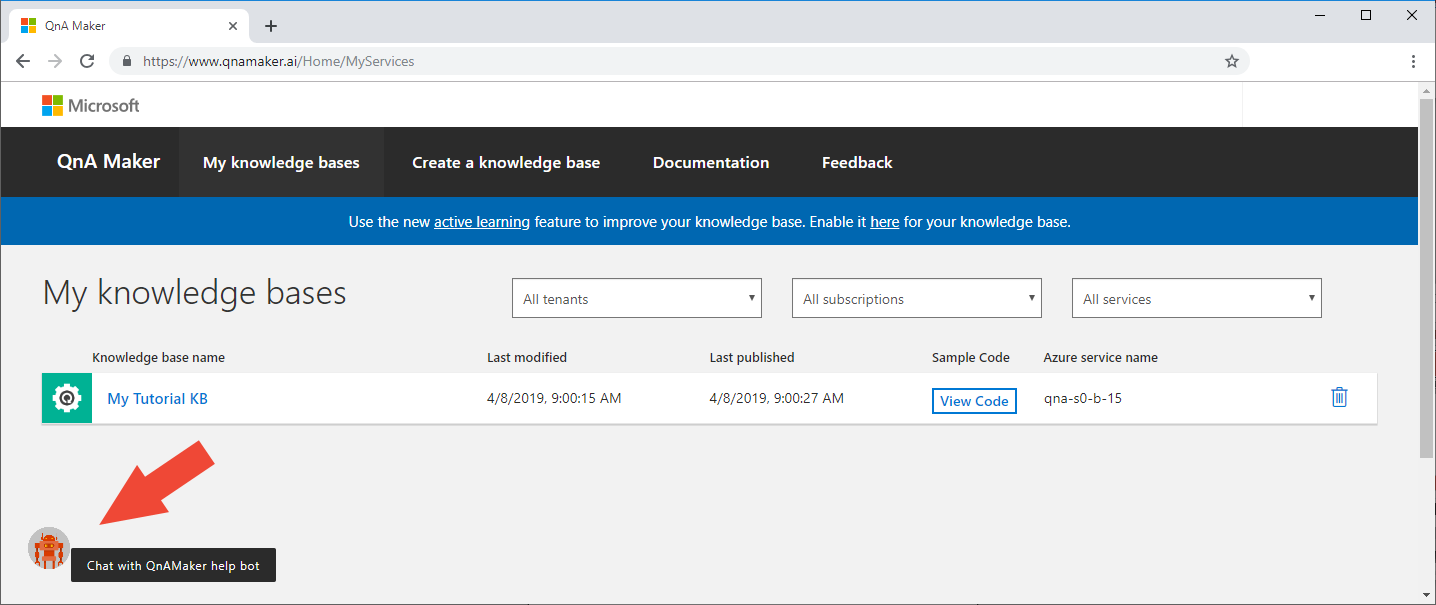 QnA Maker
https://www.qnamaker.ai/Home/MyServices
Microsoft
QnA Maker My knowledge bases Create a knowledge base Documentation Feedback
Use the new active learning feature to improve your knowledge base. Enable it here for your knowledge base.
My knowledge bases All tenants All subscriptions All services
Knowledge base name Last modified Last published Sample Code Azure service name
My Tutorial KB 4/8/2019, 9:00:15 AM 4/8/2019, 9:00:27 AM View Code qna-s0-b-15
Chat with QnAMaker help bot